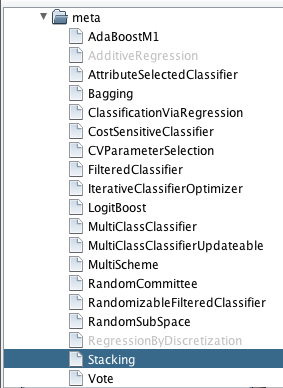 meta
AdaBoostM1
AdditiveRegression
AttributeSelectedClassifier
Bagging
ClassificationViaRegression
CostSensitiveClassifier
CVParameterSelection
FilteredClassifier
IterativeClassifierOptimizer
LogitBoost
MultiClassClassifier
MultiClassClassifierUpdateable
MultiScheme
RandomCommittee
RandomizableFilteredClassifier
RandomSubSpace
RegressionByDiscretization
Stacking
Vote